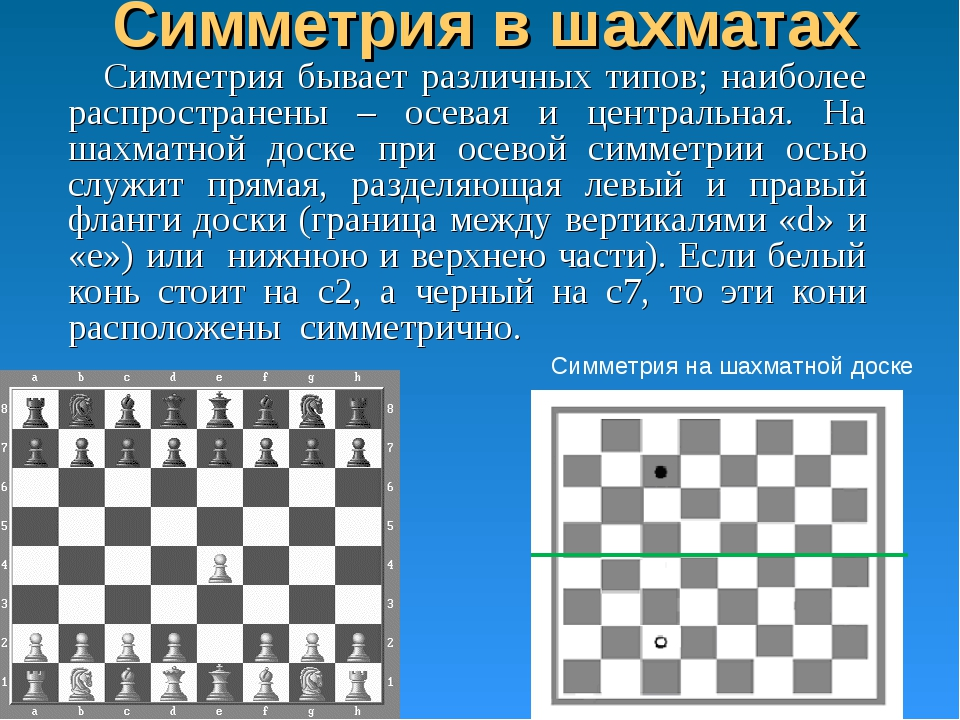 Симметрия в шахматах
Симметрия бывает различных типов; наиболее
распространены – осевая и центральная. На
шахматной доске при осевой симметрии осью
служит прямая, разделяющая левый и правый
фланги доски (граница между вертикалями «d» и
«e») или нижнюю и верхнею части). Если белый
конь стоит на c2, а черный на c7, то эти кони
расположены симметрично.
Симметрия на шахматной доске
a b c d e f g h
8 8
7 7
6 6
5 5
4 4
3 3
2 2
1 1
a b c d e f g h